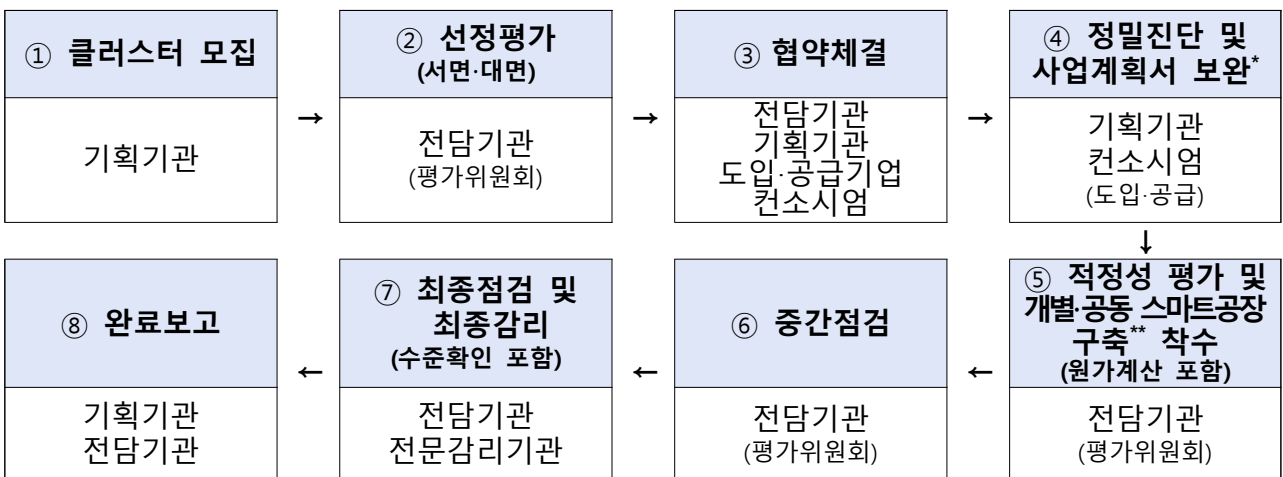 ① 클러스터 모집
기획기관
→
② 선정평가
(서면·대면)
전담기관
(평가위원회)
→
③ 협약체결
전담기관
기획기관
도입·공급기업
컨소시엄
→
④ 정밀진단 및
사업계획서 보완*
기획기관
컨소시엄
(도입·공급)
↓
⑤ 적정성 평가 및
개별·공동 스마트공장
구축** 착수
(원가계산 포함)
전담기관
(평가위원회)
←
⑥ 중간점검
전담기관
(평가위원회)
←
⑦ 최종점검 및
최종감리
(수준확인 포함)
전담기관
전문감리기관
←
⑧ 완료보고
기획기관
전담기관